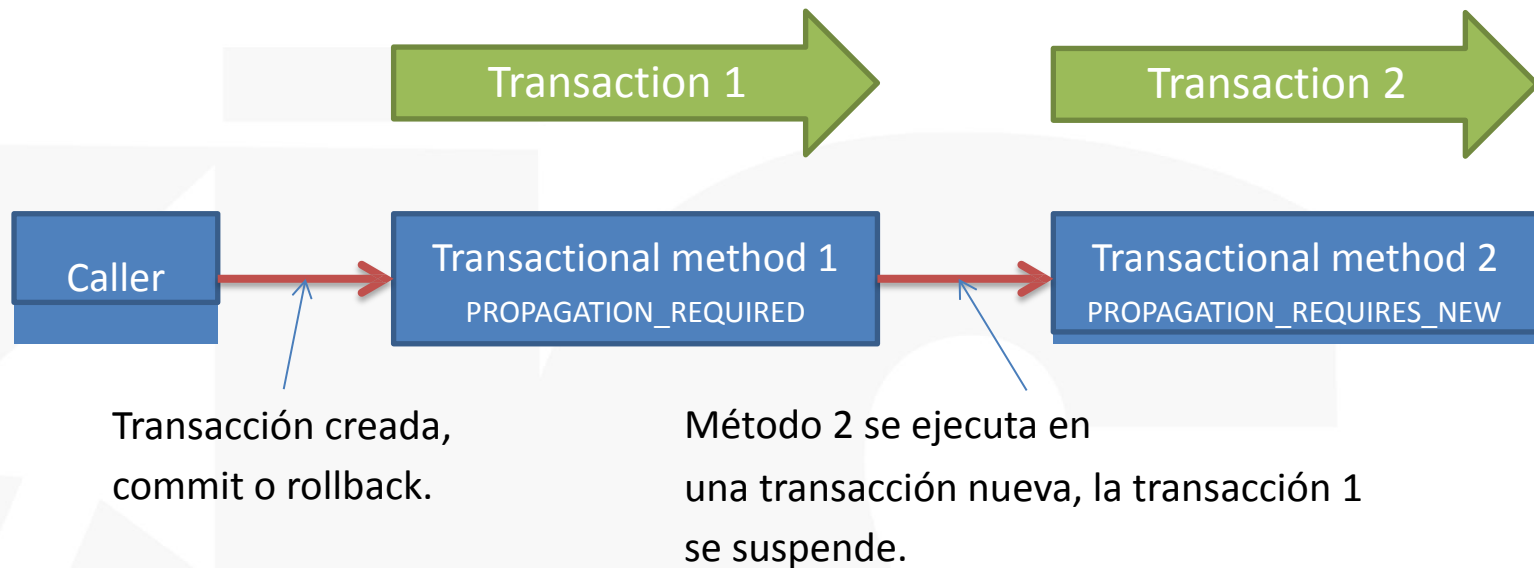 Transaction 1
Transaction 2
Caller
Transactional method 1
PROPAGATION_REQUIRED
Transactional method 2
PROPAGATION_REQUIRES_NEW
Transacción creada,
commit o rollback.
Método 2 se ejecuta en
una transacción nueva, la transacción 1
se suspende.